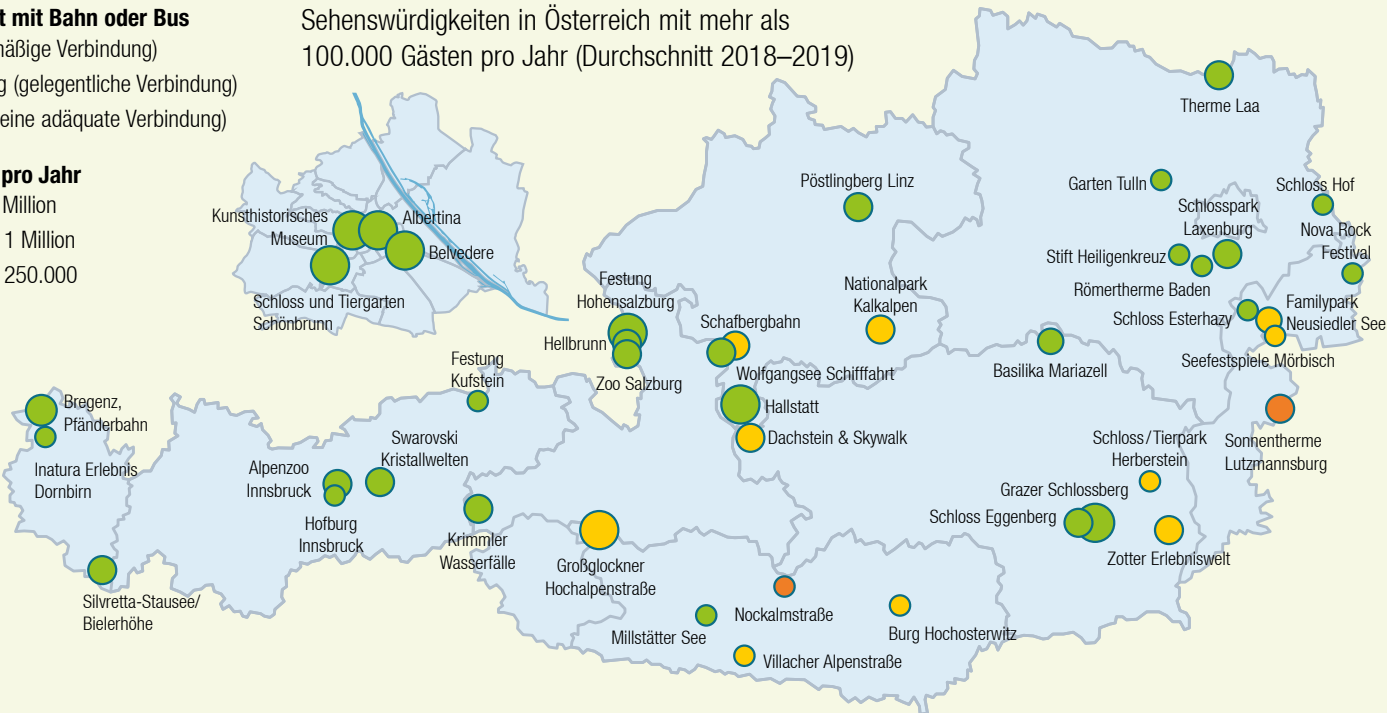 t mit Bahn oder Bus
mäßige Verbindung)
g (gelegentliche Verbindung)
eine adäquate Verbindung)
pro Jahr
Million
1 Million
250.000
Sehenswürdigkeiten in Österreich mit mehr als
100.000 Gästen pro Jahr (Durchschnitt 2018–2019)
Kunsthistorisches
Museum
Albertina
Belvedere
Schloss und Tiergarten
Schönbrunn
Therme Laa
Pöstlingberg Linz
Garten Tulln
Schloss Hof
Schlosspark
Laxenburg
Nova Rock
Festival
Stift Heiligenkreuz
Römertherme Baden
Schloss Esterhazy
Familypark
Neusiedler See
Seefestspiele Mörbisch
Festung
Hohensalzburg
Hellbrunn
Zoo Salzburg
Schafbergbahn
Wolfgangsee Schifffahrt
Nationalpark
Kalkalpen
Basilika Mariazell
Hallstatt
Dachstein & Skywalk
Festung
Kufstein
Bregenz,
Pfänderbahn
Inatura Erlebnis
Dornbirn
Silvretta-Stausee/
Bielerhöhe
Alpenzoo
Innsbruck
Hofburg
Innsbruck
Swarovski
Kristallwelten
Krimmler
Wasserfälle
Großglockner
Hochalpenstraße
Millstätter See
Nockalmstraße
Villacher Alpenstraße
Burg Hochosterwitz
Schloss/Tierpark
Herberstein
Grazer Schlossberg
Schloss Eggenberg
Zotter Erlebniswelt
Sonnentherme
Lutzmannsburg